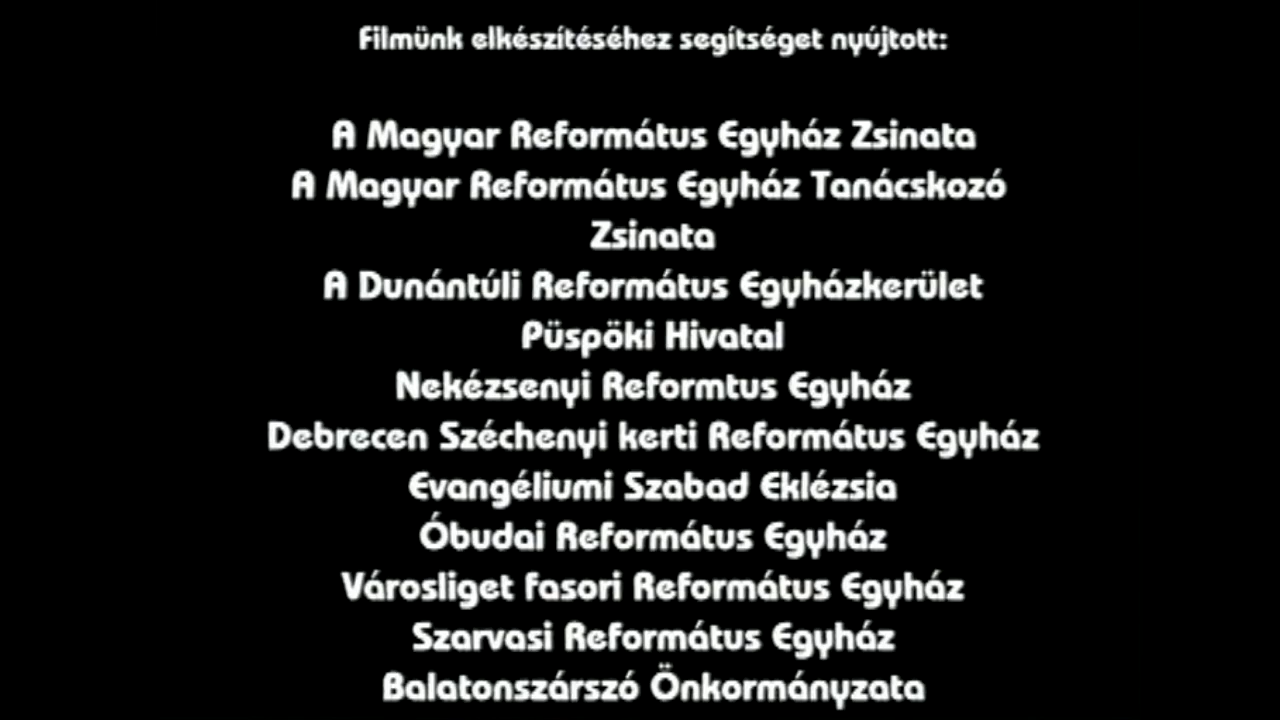 Filmünk elkészítéséhez segítséget nyújtott:
A Magyar Református Egyház Zsinata
A Magyar Református Egyház Tanácskozó
Zsinata
A Dunántúli Református Egyházkerület
Püspöki Hivatal
Nekézsenyi Reformtus Egyház
Debrecen Széchenyi kerti Református Egyház
Evangéliumi Szabad Eklézsia
Óbudai Református Egyház
Városliget fasori Református Egyház
Szarvasi Református Egyház
Balatonszárszó Önkormányzata